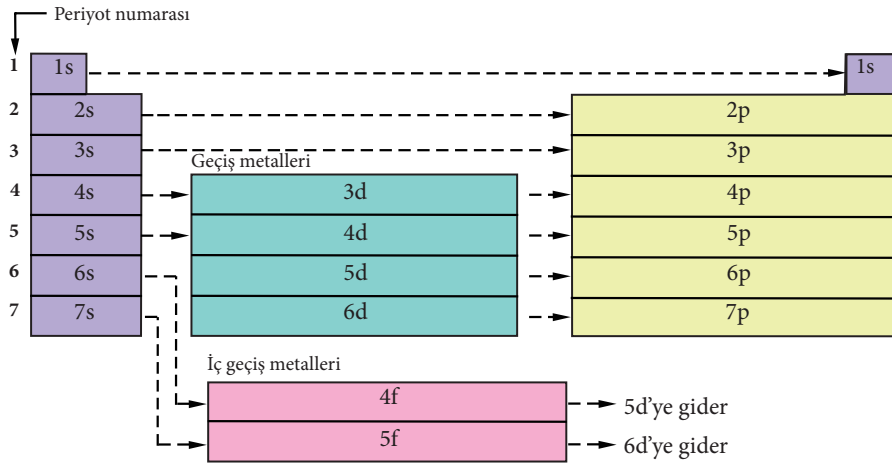 Periyot numarası
1 1s 1s
2 2s 2p
3 3s 3p
Geçiş metalleri
4 4s 3d 4p
5 5s 4d 5p
6 6s 5d 6p
7 7s 6d 7p
İç geçiş metalleri
4f 5d’ye gider
5f 6d’ye gider